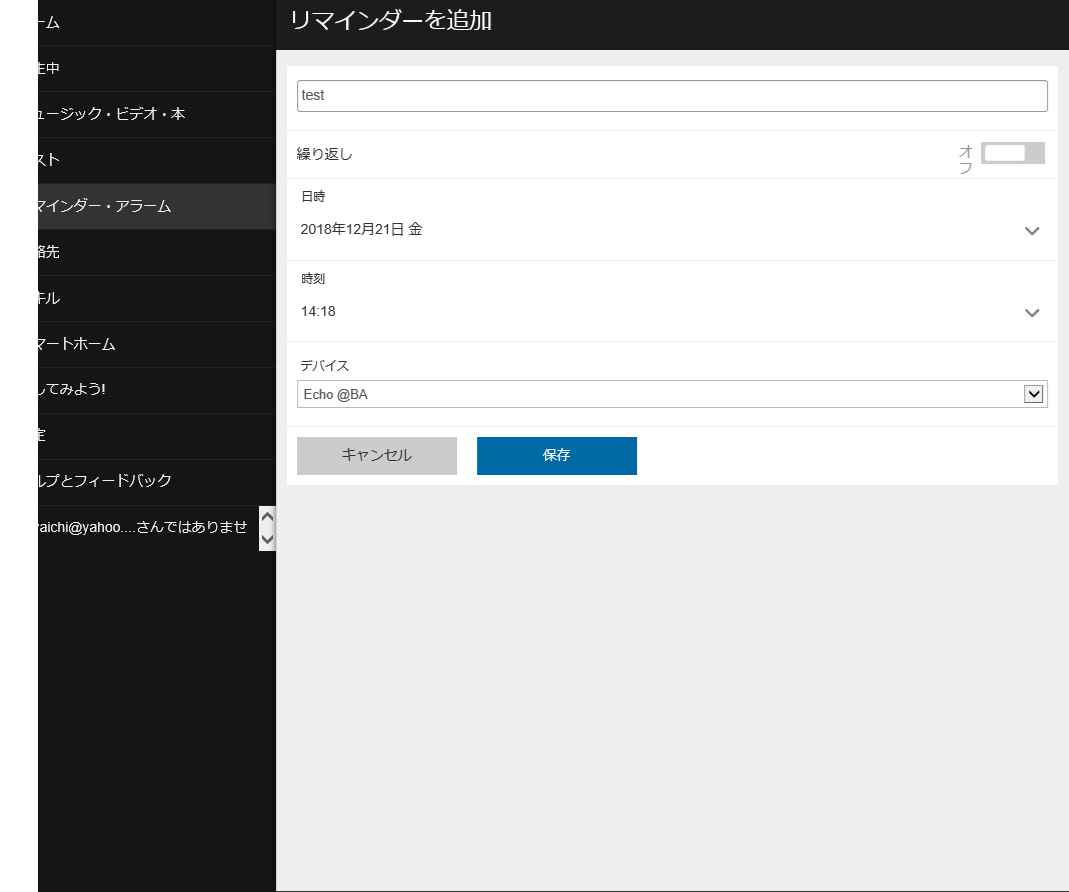 リマインダーを追加
ーム
生中
ュージック・ビデオ・本
スト
マインダー・アラーム
絡先
キル
マートホーム
してみよう!
定
ルプとフィードバック
aichi@yahoo....さんではありませ
test
繰り返し
オフ
日時
2018年12月21日 金
時刻
14:18
デバイス
Echo @BA
キャンセル
保存